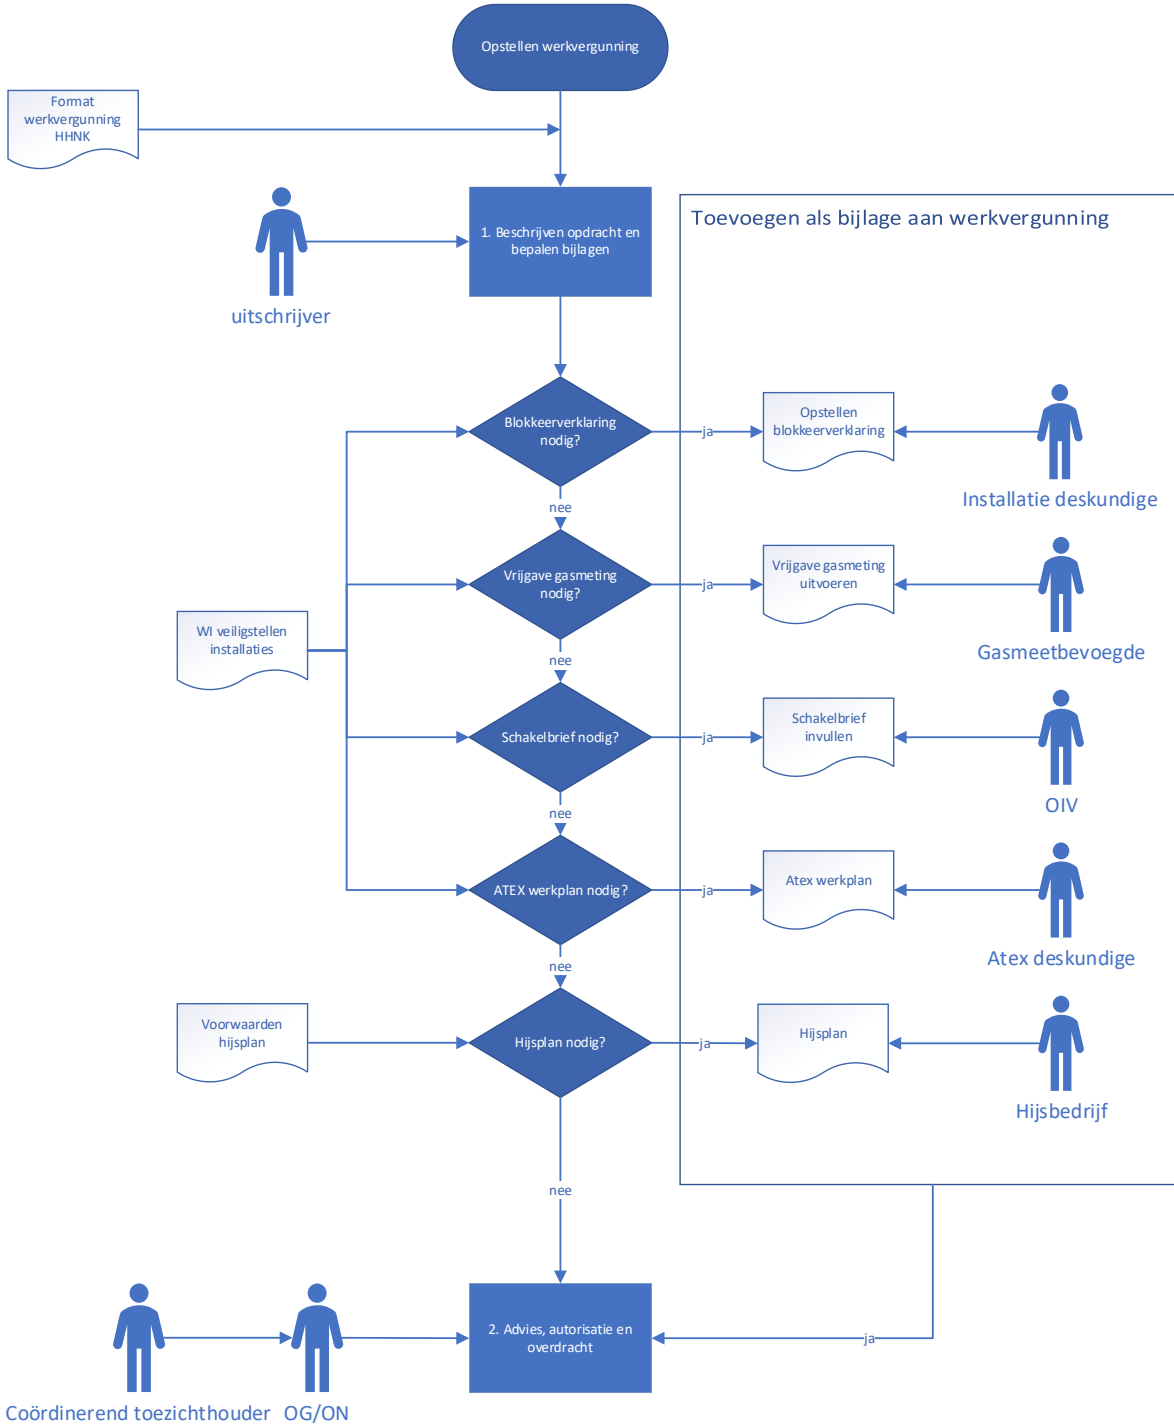 Opstellen werkvergunning
Format
werkvergunning
HHNK
Toevoegen als bijlage aan werkvergunning
1. Beschrijven opdracht en
bepalen bijlagen
uitschrijver
Blokkeerverklaring
nodig?
ja
Opstellen
blokkeerverklaring
Installatie deskundige
nee
Vrijgave gasmeting
nodig?
ja
Vrijgave gasmeting
uitvoeren
Gasmeetbevoegde
WI veiligstellen
installaties
nee
Schakelbrief nodig?
ja
Schakelbrief
invullen
OIV
nee
ATEX werkplan nodig?
ja
Atex werkplan
Atex deskundige
nee
Voorwaarden
hijsplan
Hijsplan nodig?
ja
Hijsplan
Hijsbedrijf
nee
2. Advies, autorisatie en
overdracht
ja
Coördinerend toezichthouder
OG/ON